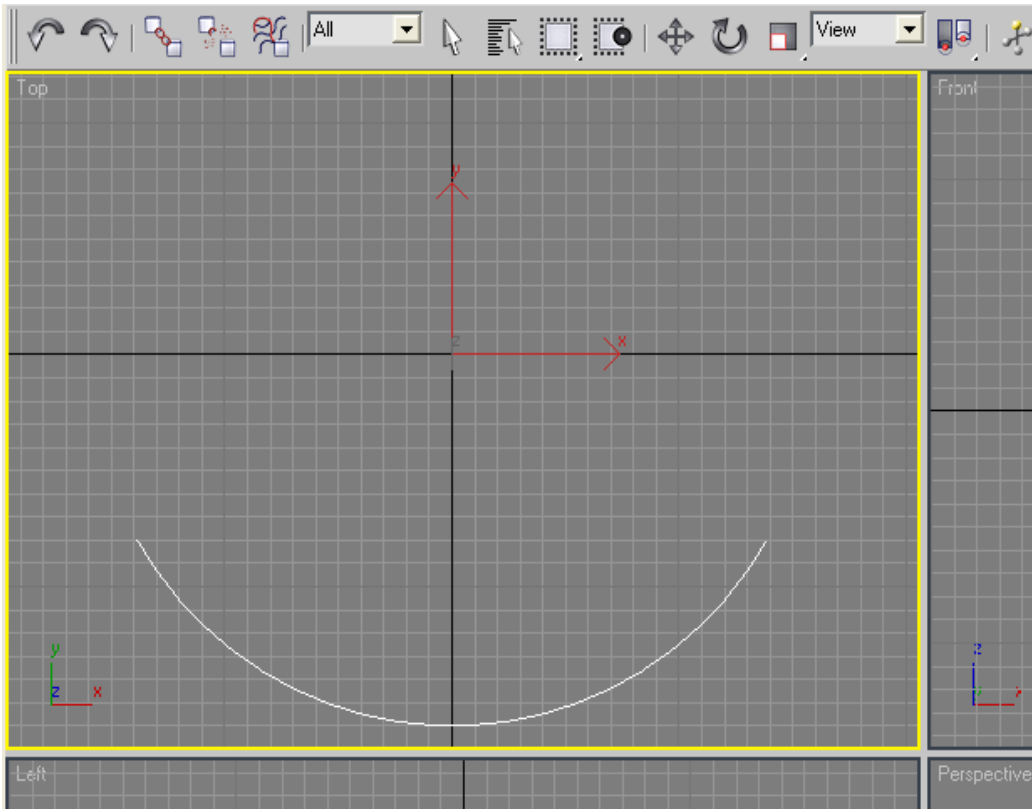 All View
Top Front
y
z x
y z
z x y x
Left Perspective